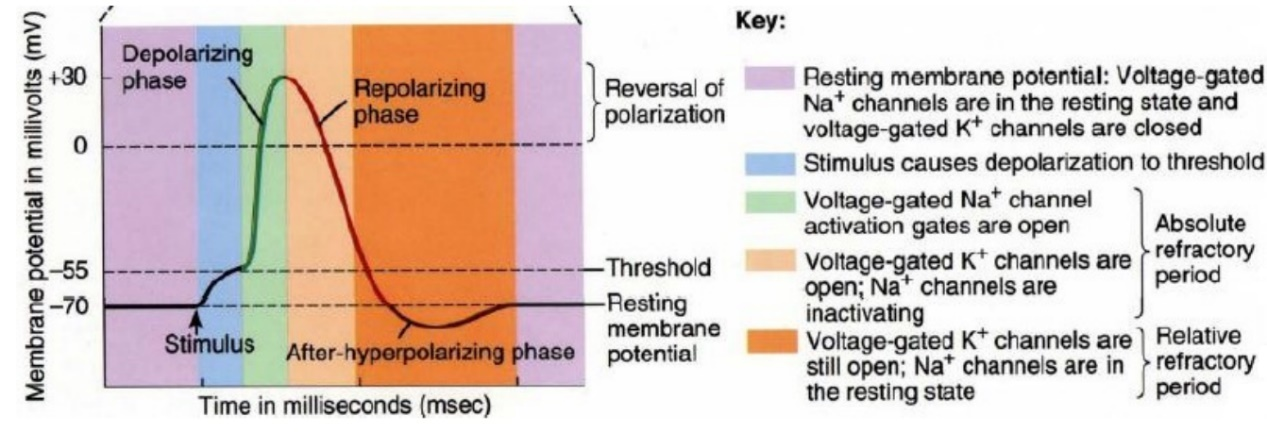 Membrane potential in millivolts (mV)
+30
0
–55
–70
Depolarizing
phase
Repolarizing
phase
Reversal of
polarization
Threshold
Resting
membrane
potential
Stimulus
After-hyperpolarizing phase
Time in milliseconds (msec)
Key:
Resting membrane potential: Voltage-gated
Na⁺ channels are in the resting state and
voltage-gated K⁺ channels are closed
Stimulus causes depolarization to threshold
Voltage-gated Na⁺ channel
activation gates are open
Voltage-gated K⁺ channels are
open; Na⁺ channels are
inactivating
Absolute
refractory
period
Voltage-gated K⁺ channels are
still open; Na⁺ channels are in
the resting state
Relative
refractory
period